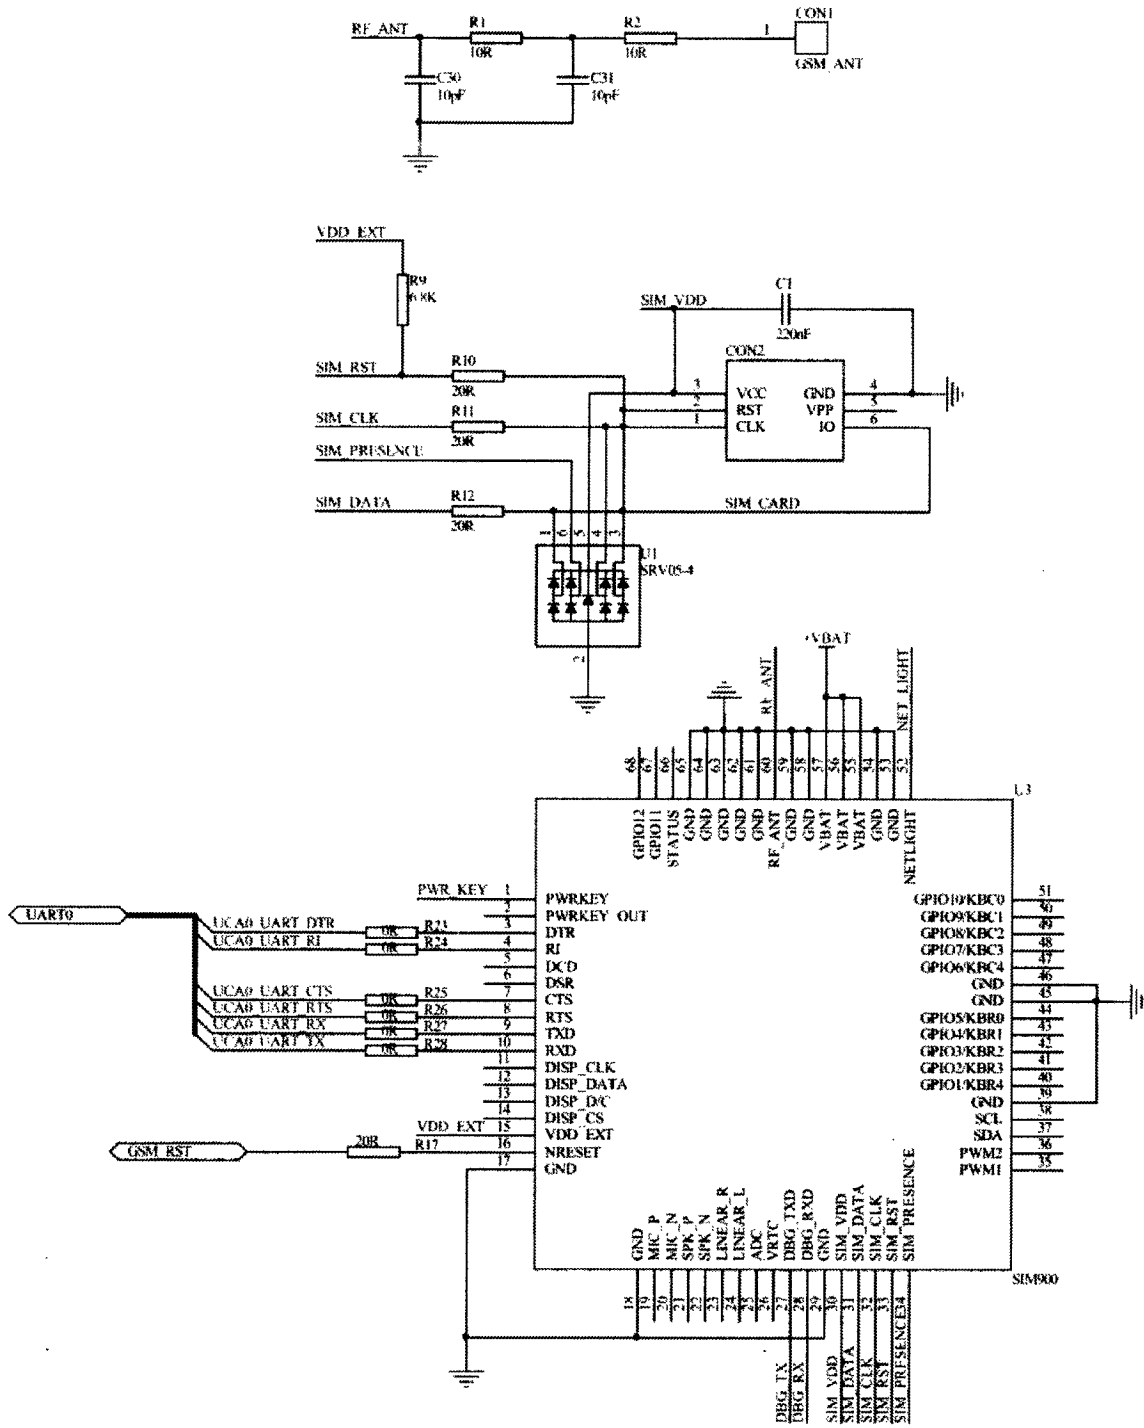 RF_ANT
R1
10R
R2
10R
1
CON1
GSM_ANT
C30
10pF
C31
10pF
VDD_EXT
R9
6.8K
SIM_VDD
C1
220nF
CON2
SIM_RST
R10
20R
3 VCC GND 4
2 RST VPP 5
1 CLK IO 6
SIM_CLK
R11
20R
SIM_PRESENCE
SIM_DATA
R12
20R
SIM_CARD
1 6 5 4 3
U1
SRV05-4
2
+VBAT
RF_ANT
NET_LIGHT
68 67 66 65 64 63 62 61 60 59 58 57 56 55 54 53 52
U3
GPIO12 GPIO11 STATUS GND GND GND GND GND RF_ANT GND GND VBAT VBAT VBAT GND GND NETLIGHT
UART0
PWR_KEY 1 PWRKEY
2 PWRKEY_OUT
UCA0_UART_DTR 0R R23 3 DTR
UCA0_UART_RI 0R R24 4 RI
5 DCD
6 DSR
UCA0_UART_CTS 0R R25 7 CTS
UCA0_UART_RTS 0R R26 8 RTS
UCA0_UART_RX 0R R27 9 TXD
UCA0_UART_TX 0R R28 10 RXD
11 DISP_CLK
12 DISP_DATA
13 DISP_D/C
14 DISP_CS
VDD_EXT 15 VDD_EXT
GSM_RST 20R R17 16 NRESET
17 GND
GPIO10/KBC0 51
GPIO9/KBC1 50
GPIO8/KBC2 49
GPIO7/KBC3 48
GPIO6/KBC4 47
GND 46
GND 45
GPIO5/KBR0 44
GPIO4/KBR1 43
GPIO3/KBR2 42
GPIO2/KBR3 41
GPIO1/KBR4 40
GND 39
SCL 38
SDA 37
PWM2 36
PWM1 35
GND MIC_P MIC_N SPK_P SPK_N LINEAR_R LINEAR_L ADC VRTC DBG_TXD DBG_RXD GND SIM_VDD SIM_DATA SIM_CLK SIM_RST SIM_PRESENCE
SIM900
18 19 20 21 22 23 24 25 26 27 28 29 30 31 32 33 34
DBG_TX
DBG_RX
SIM_VDD
SIM_DATA
SIM_CLK
SIM_RST
SIM_PRESENCE